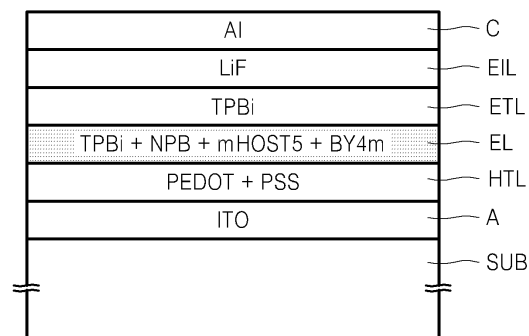 Al C
LiF EIL
TPBi ETL
TPBi + NPB + mHOST5 + BY4m EL
PEDOT + PSS HTL
ITO A
SUB